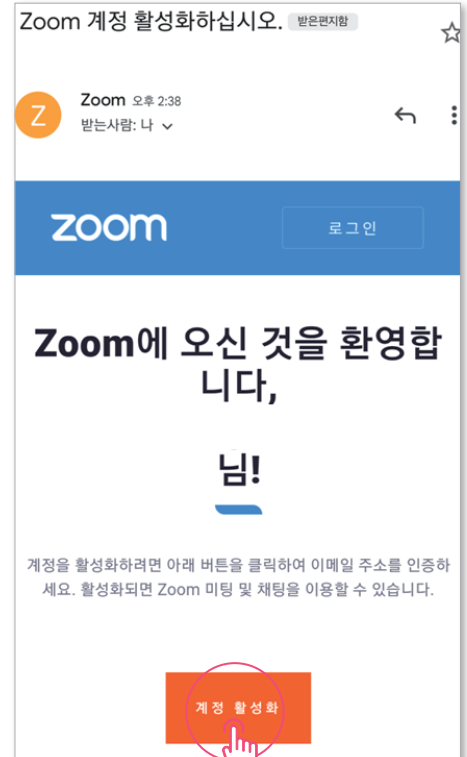 Zoom 계정 활성화하십시오. 받은편지함
Z
Zoom 오후 2:38
받는사람: 나
zoom
로그인
Zoom에 오신 것을 환영합
니다,
님!
계정을 활성화하려면 아래 버튼을 클릭하여 이메일 주소를 인증하
세요. 활성화되면 Zoom 미팅 및 채팅을 이용할 수 있습니다.
계정 활성화